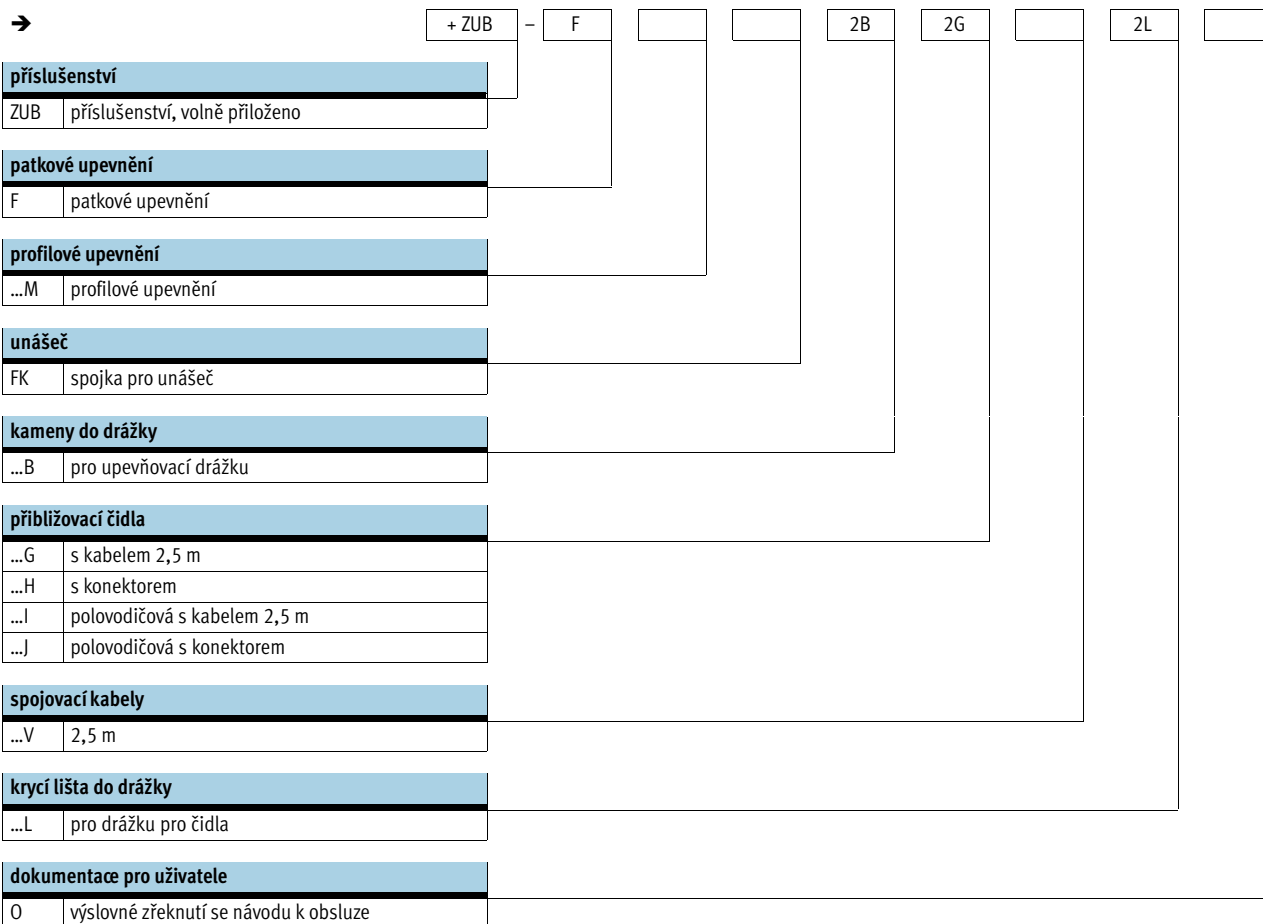 ➔ + ZUB – F 2B 2G 2L
příslušenství
ZUB příslušenství, volně přiloženo
patkové upevnění
F patkové upevnění
profilové upevnění
...M profilové upevnění
unášeč
FK spojka pro unášeč
kameny do drážky
...B pro upevňovací drážku
přibližovací čidla
...G s kabelem 2,5 m
...H s konektorem
...I polovodičová s kabelem 2,5 m
...J polovodičová s konektorem
spojovací kabely
...V 2,5 m
krycí lišta do drážky
...L pro drážku pro čidla
dokumentace pro uživatele
O výslovné zřeknutí se návodu k obsluze